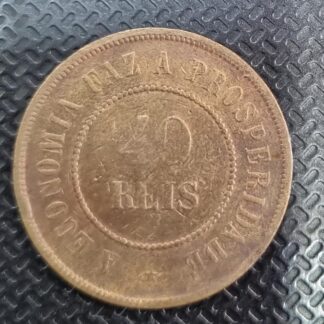 A ECONOMIA FAZ A PROSPERIDADE
40
REIS